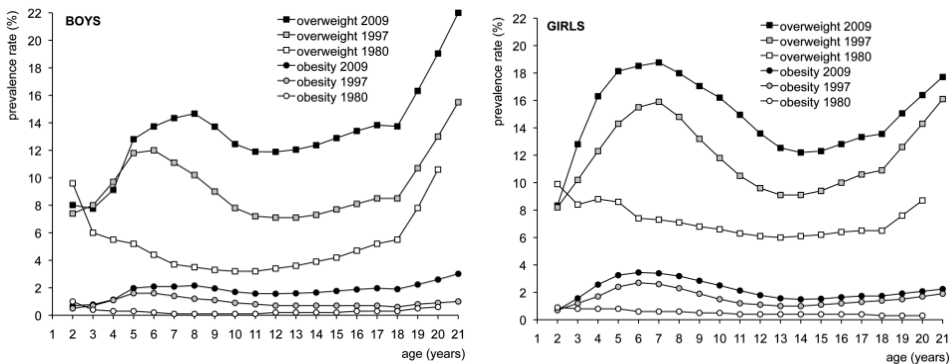 BOYS
prevalence rate (%)
22
20
18
16
14
12
10
8
6
4
2
0
overweight 2009
overweight 1997
overweight 1980
obesity 2009
obesity 1997
obesity 1980
1 2 3 4 5 6 7 8 9 10 11 12 13 14 15 16 17 18 19 20 21
age (years)
GIRLS
prevalence rate (%)
22
20
18
16
14
12
10
8
6
4
2
0
overweight 2009
overweight 1997
overweight 1980
obesity 2009
obesity 1997
obesity 1980
1 2 3 4 5 6 7 8 9 10 11 12 13 14 15 16 17 18 19 20 21
age (years)